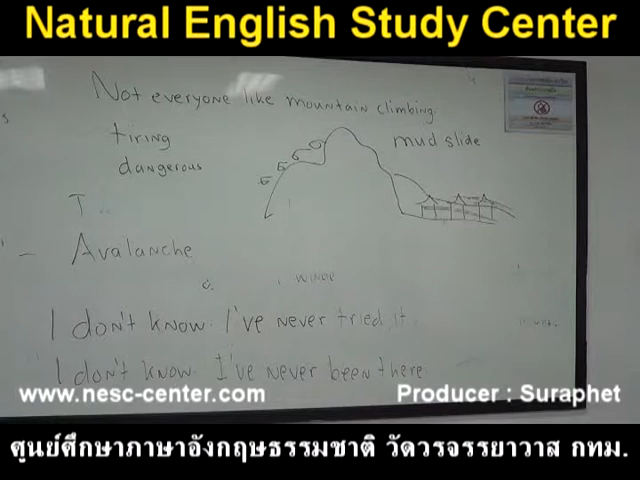 Natural English Study Center
Not everyone like mountain climbing.
tiring
mud slide
dangerous
T
Avalanche
I don't know. I've never tried it.
I don't know. I've never been there.
www.nesc-center.com
Producer : Suraphet
ศูนย์ศึกษาภาษาอังกฤษธรรมชาติ วัดวรจรรยาวาส กทม.